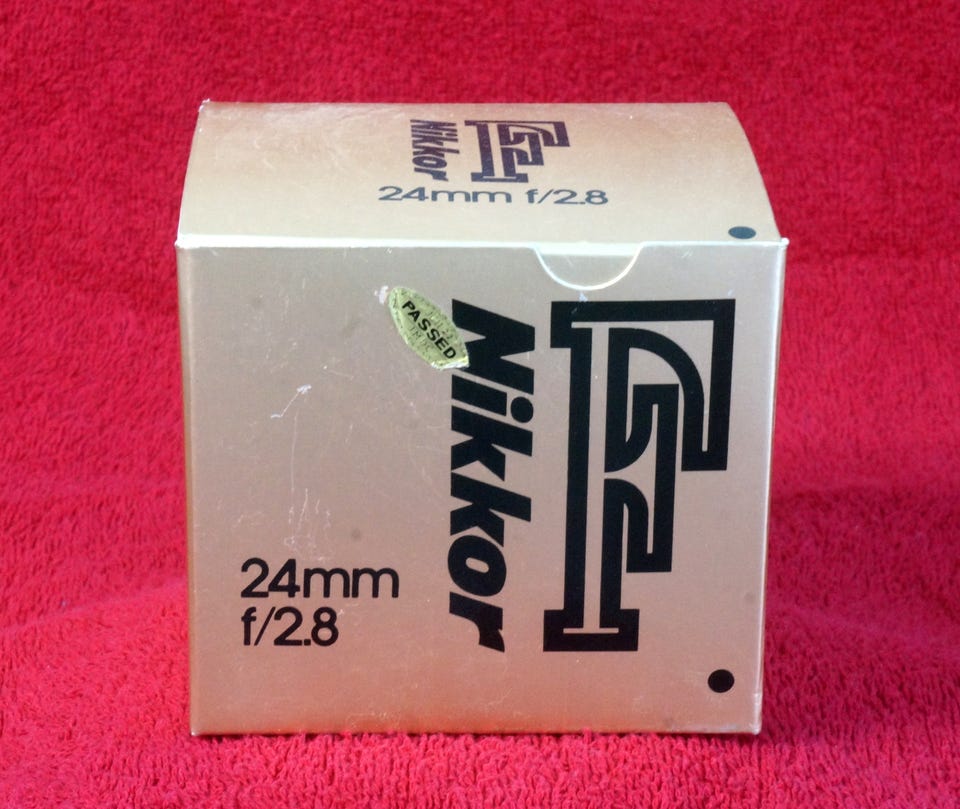 Nikkor
24mm f/2.8
PASSED
Nikkor
24mm
f/2.8